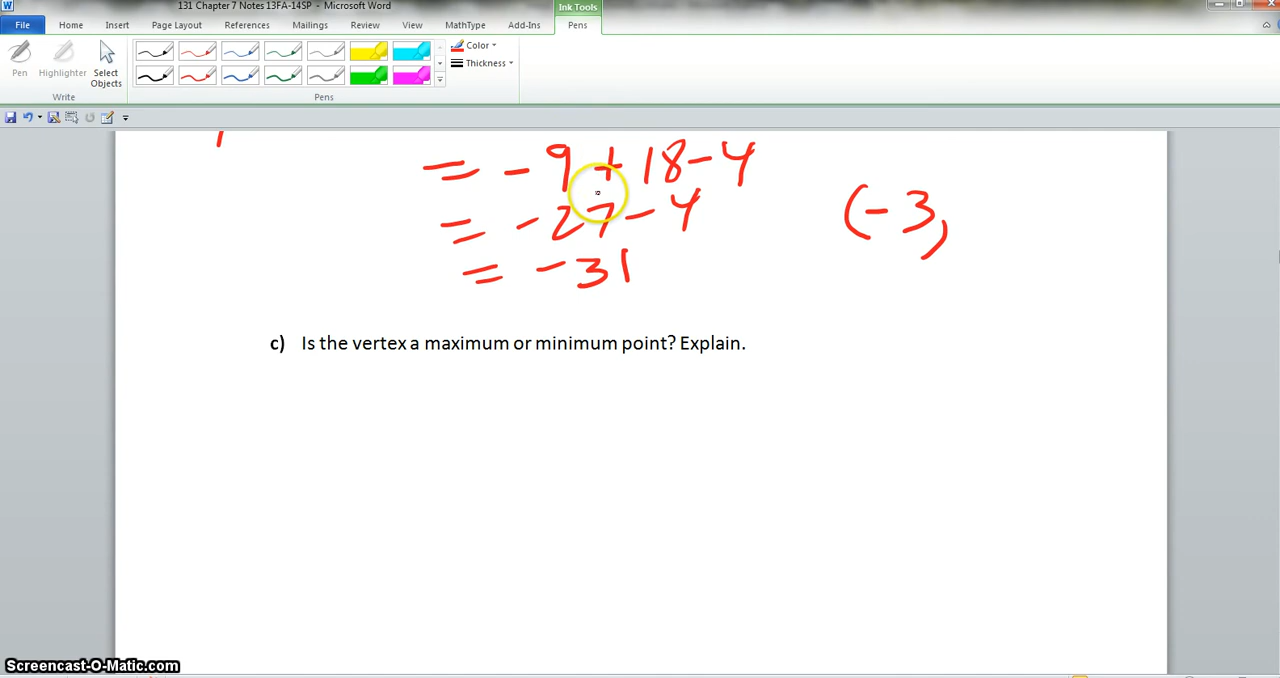 131 Chapter 7 Notes 13FA-14SP - Microsoft Word
Ink Tools
File Home Insert Page Layout References Mailings Review View MathType Add-Ins Pens
Pen Highlighter Select Objects
Color
Thickness
Write Pens
= - 9 + 18 - 4
= - 27 - 4
= - 31
(- 3,
c) Is the vertex a maximum or minimum point? Explain.
Screencast-O-Matic.com